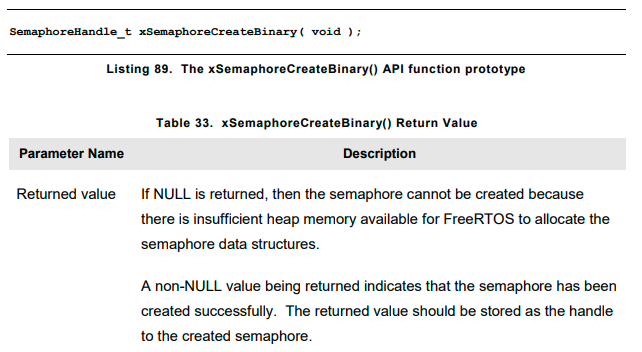 SemaphoreHandle_t xSemaphoreCreateBinary( void );
Listing 89. The xSemaphoreCreateBinary() API function prototype
Table 33. xSemaphoreCreateBinary() Return Value
Parameter Name Description
Returned value If NULL is returned, then the semaphore cannot be created because
there is insufficient heap memory available for FreeRTOS to allocate the
semaphore data structures.
A non-NULL value being returned indicates that the semaphore has been
created successfully. The returned value should be stored as the handle
to the created semaphore.